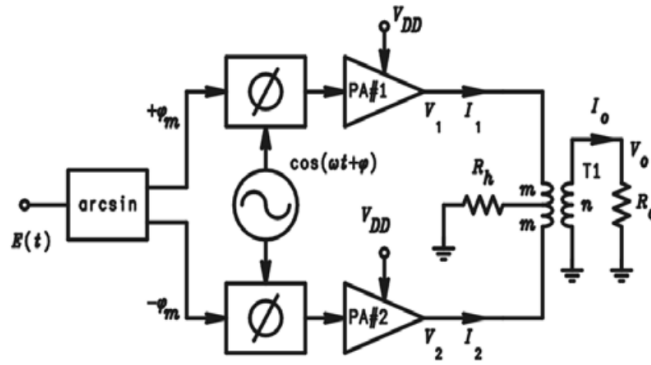 V_DD
PA#1
+φ_m
V_1
I_1
I_o
V_o
cos(ωt+φ)
R_h
m
T1
arcsin
m
n
E(t)
V_DD
-φ_m
PA#2
V_2
I_2